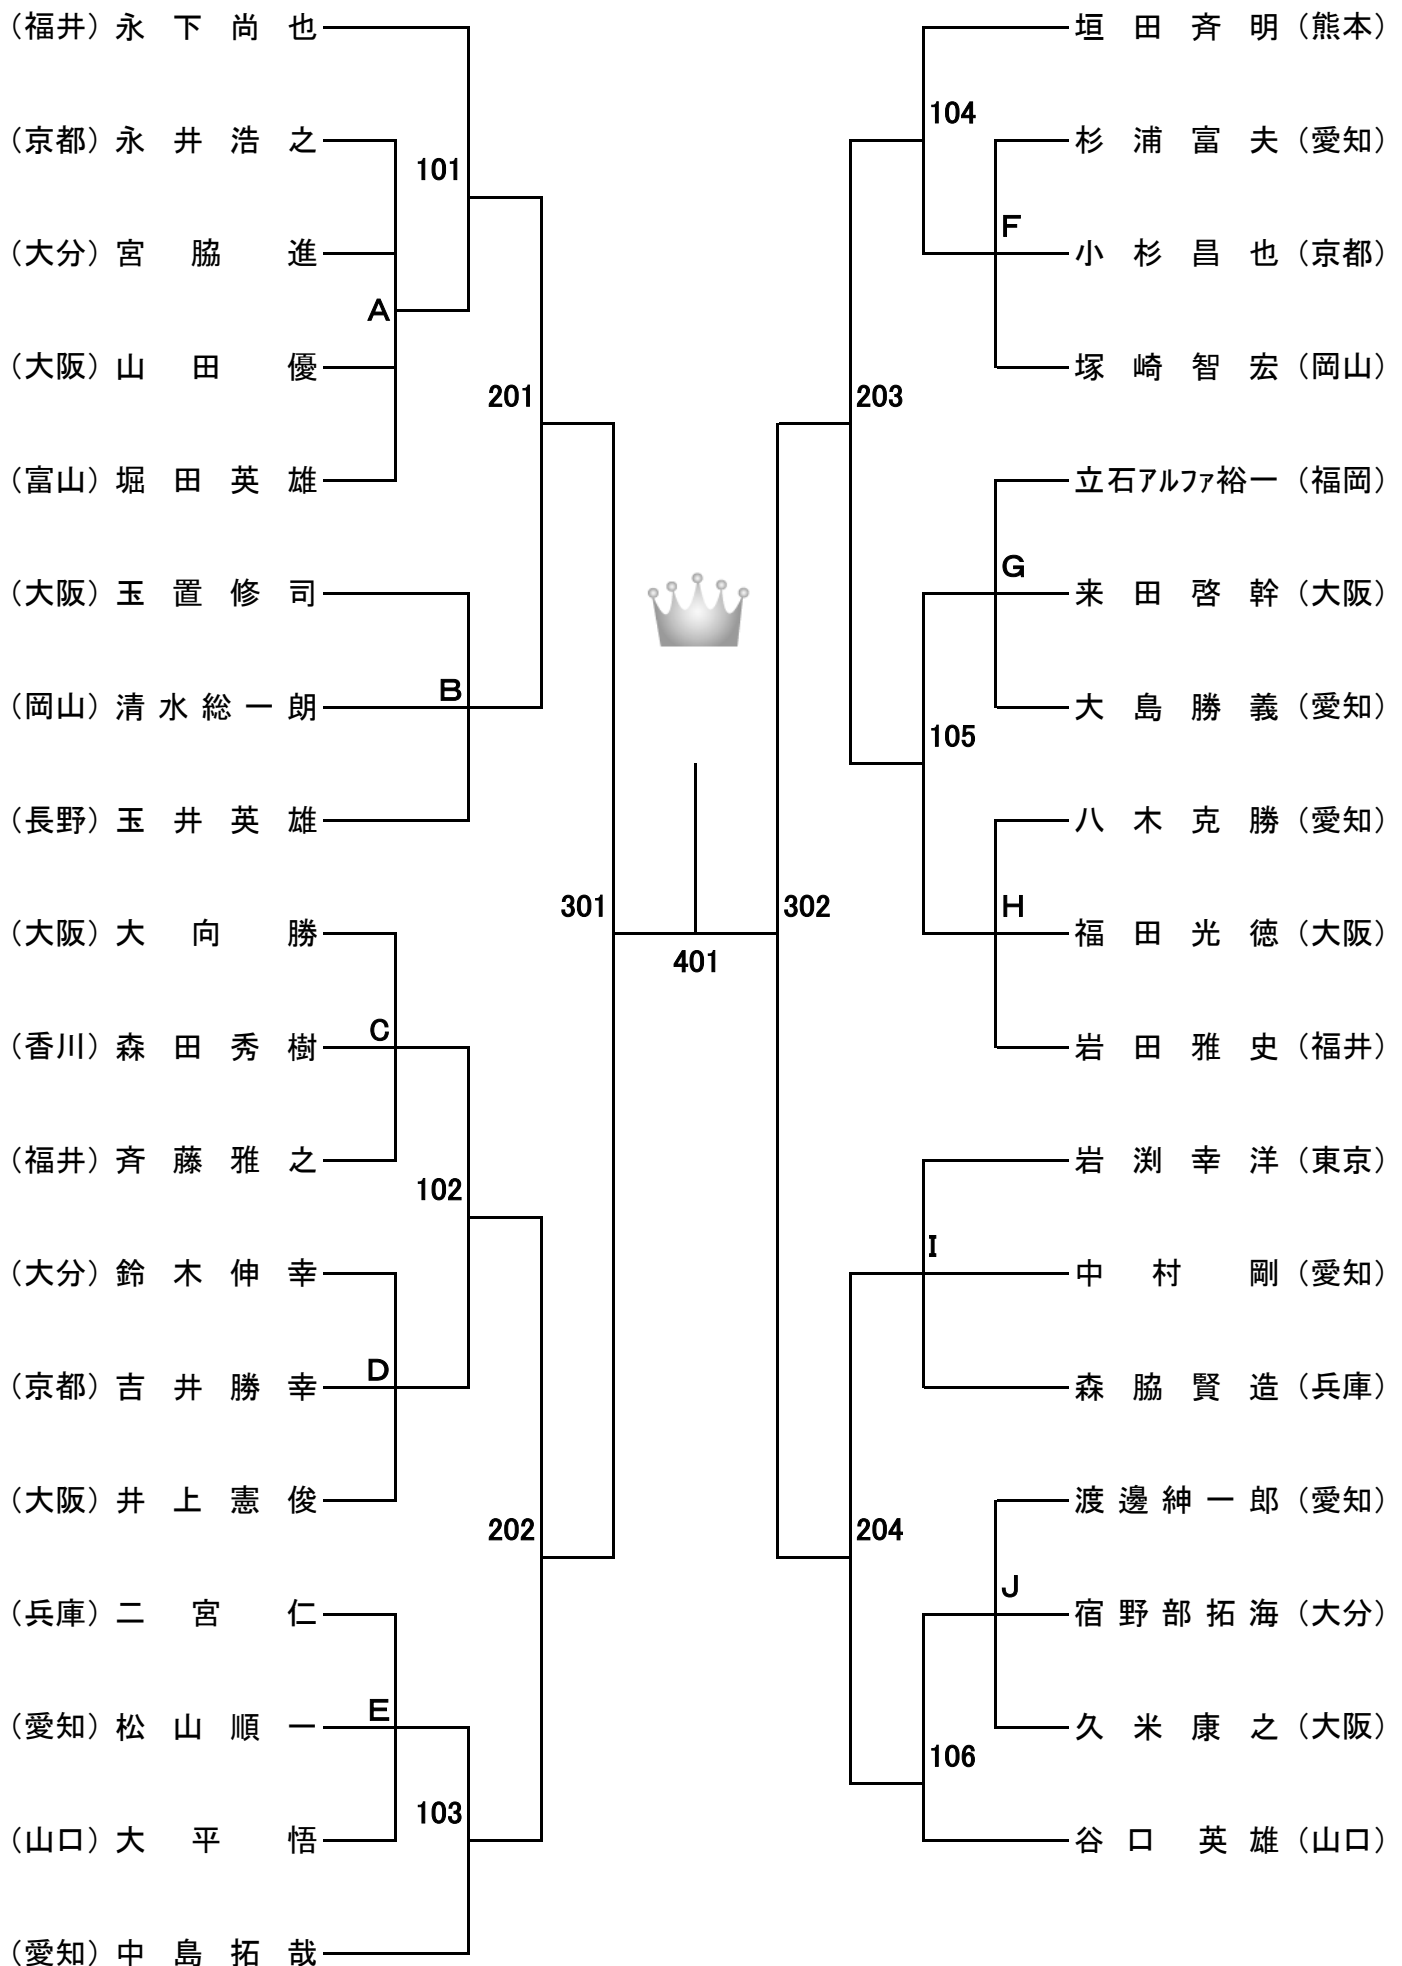 （福井）永下尚也
（京都）永井浩之
101
（大分）宮脇進
A
（大阪）山田優
201
（富山）堀田英雄
（大阪）玉置修司
B
（岡山）清水総一朗
（長野）玉井英雄
301
（大阪）大向勝
C
（香川）森田秀樹
（福井）斉藤雅之
102
（大分）鈴木伸幸
D
（京都）吉井勝幸
（大阪）井上憲俊
202
（兵庫）二宮仁
E
（愛知）松山順一
103
（山口）大平悟
（愛知）中島拓哉
401
垣田斉明（熊本）
104
杉浦富夫（愛知）
F
小杉昌也（京都）
塚崎智宏（岡山）
203
立石アルファ裕一（福岡）
G
来田啓幹（大阪）
大島勝義（愛知）
105
八木克勝（愛知）
H
302
福田光徳（大阪）
岩田雅史（福井）
岩渕幸洋（東京）
I
中村剛（愛知）
森脇賢造（兵庫）
渡邊紳一郎（愛知）
204
J
宿野部拓海（大分）
久米康之（大阪）
106
谷口英雄（山口）